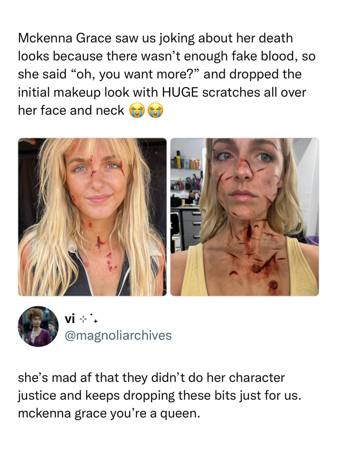 Mckenna Grace saw us joking about her death
looks because there wasn’t enough fake blood, so
she said “oh, you want more?” and dropped the
initial makeup look with HUGE scratches all over
her face and neck 😭😭
vi ⊹ ࣪ ˖
@magnoliarchives
she’s mad af that they didn’t do her character
justice and keeps dropping these bits just for us.
mckenna grace you’re a queen.